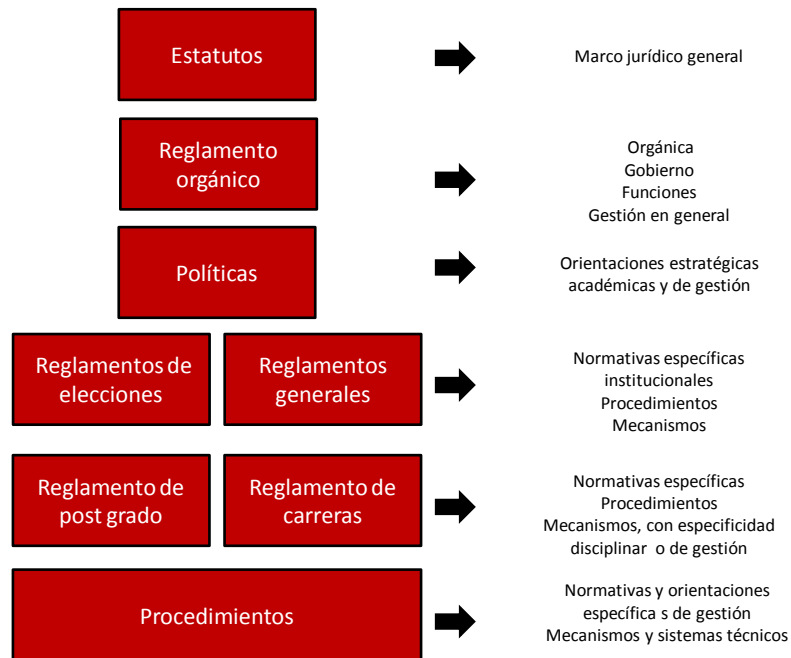 Estatutos
Marco jurídico general
Reglamento
orgánico
Orgánica
Gobierno
Funciones
Gestión en general
Políticas
Orientaciones estratégicas
académicas y de gestión
Reglamentos de
elecciones
Reglamentos
generales
Normativas específicas
institucionales
Procedimientos
Mecanismos
Reglamento de
post grado
Reglamento de
carreras
Normativas específicas
Procedimientos
Mecanismos, con especificidad
disciplinar o de gestión
Procedimientos
Normativas y orientaciones
específica s de gestión
Mecanismos y sistemas técnicos